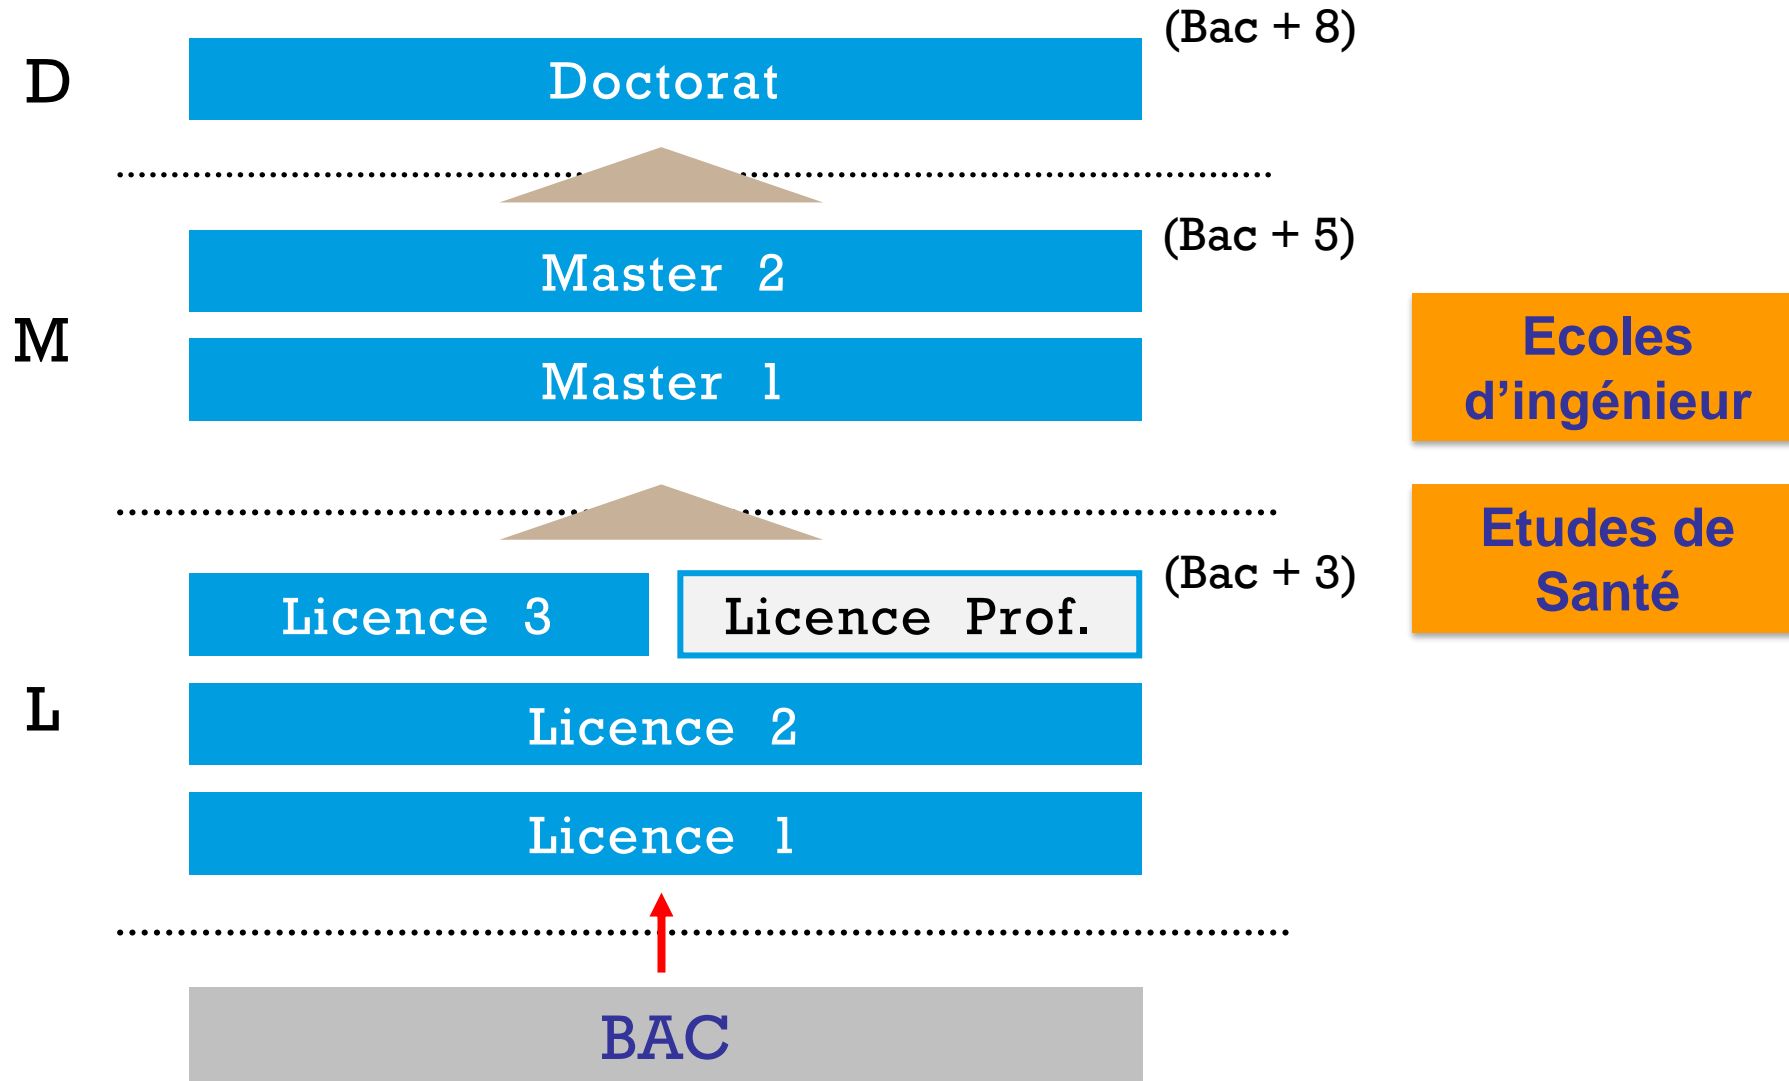 (Bac + 8)
D
Doctorat
(Bac + 5)
Master 2
M
Master 1
Ecoles
d’ingénieur
Etudes de
Santé
(Bac + 3)
Licence 3
Licence Prof.
L
Licence 2
Licence 1
BAC